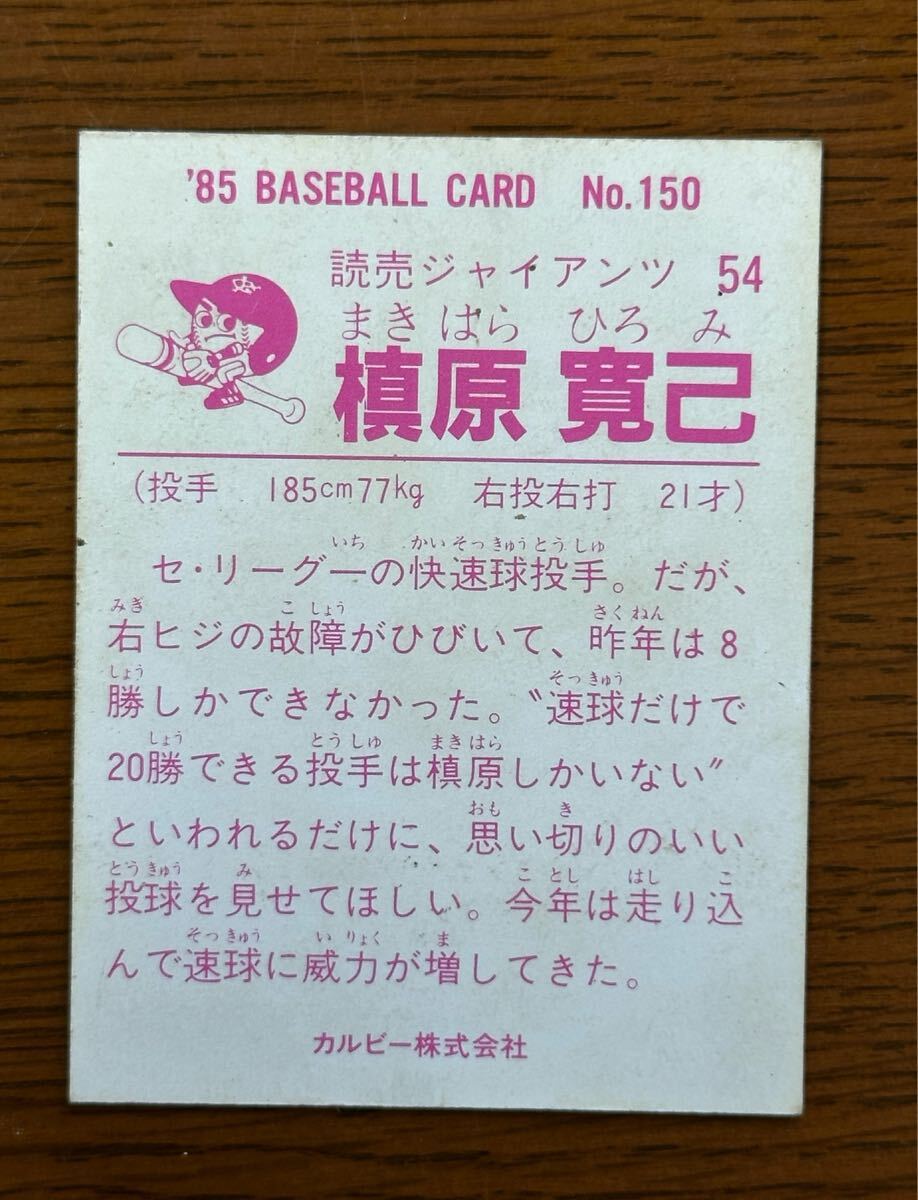 '85 BASEBALL CARD No.150
読売ジャイアンツ 54
まき はら ひろ み
槙原 寛己
(投手 185cm77kg 右投右打 21才)
いち かい そっ きゅう とう しゅ
セ・リーグ一の快速球投手。だが、
みぎ こ しょう さく ねん
右ヒジの故障がひびいて、昨年は8
しょう そっ きゅう
勝しかできなかった。〝速球だけで
しょう とう しゅ まき はら
20勝できる投手は槙原しかいない〞
おも き
といわれるだけに、思い切りのいい
とう きゅう み こ とし はし こ
投球を見せてほしい。今年は走り込
そっ きゅう い りょく ま
んで速球に威力が増してきた。
カルビー株式会社